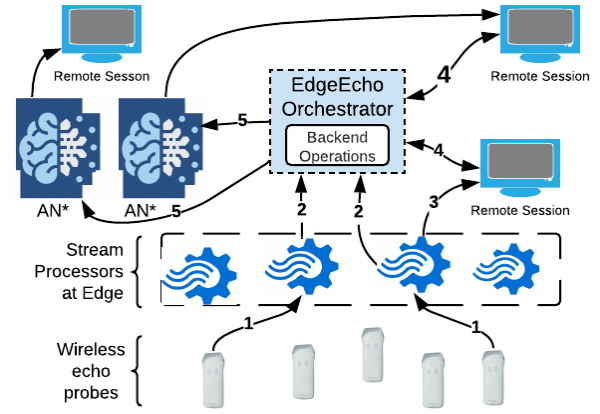 Remote Sesson
Remote Session
EdgeEcho
Orchestrator
Backend
Operations
4
5
4
AN*
AN*
5
Remote Session
2
2
3
Stream
Processors
at Edge
1
1
Wireless
echo
probes